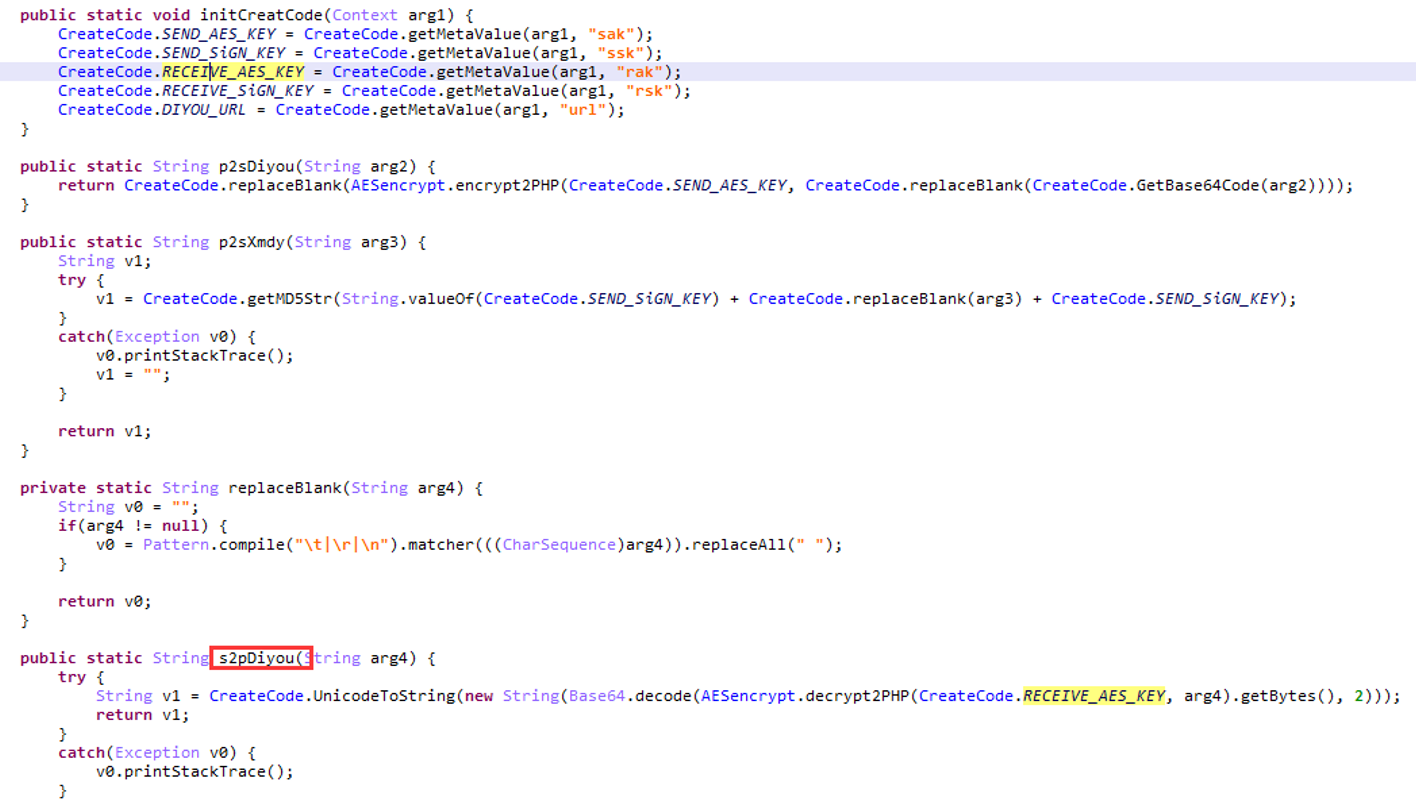 public static void initCreatCode(Context arg1) {
    CreateCode.SEND_AES_KEY = CreateCode.getMetaValue(arg1, "sak");
    CreateCode.SEND_SiGN_KEY = CreateCode.getMetaValue(arg1, "ssk");
    CreateCode.RECEIVE_AES_KEY = CreateCode.getMetaValue(arg1, "rak");
    CreateCode.RECEIVE_SiGN_KEY = CreateCode.getMetaValue(arg1, "rsk");
    CreateCode.DIYOU_URL = CreateCode.getMetaValue(arg1, "url");
}
public static String p2sDiyou(String arg2) {
    return CreateCode.replaceBlank(AESencrypt.encrypt2PHP(CreateCode.SEND_AES_KEY, CreateCode.replaceBlank(CreateCode.GetBase64Code(arg2))));
}
public static String p2sXmdy(String arg3) {
    String v1;
    try {
        v1 = CreateCode.getMD5Str(String.valueOf(CreateCode.SEND_SiGN_KEY) + CreateCode.replaceBlank(arg3) + CreateCode.SEND_SiGN_KEY);
    }
    catch(Exception v0) {
        v0.printStackTrace();
        v1 = "";
    }
    return v1;
}
private static String replaceBlank(String arg4) {
    String v0 = "";
    if(arg4 != null) {
        v0 = Pattern.compile("\t|\r|\n").matcher(((CharSequence)arg4)).replaceAll(" ");
    }
    return v0;
}
public static String s2pDiyou(String arg4) {
    try {
        String v1 = CreateCode.UnicodeToString(new String(Base64.decode(AESencrypt.decrypt2PHP(CreateCode.RECEIVE_AES_KEY, arg4).getBytes(), 2)));
        return v1;
    }
    catch(Exception v0) {
        v0.printStackTrace();
    }